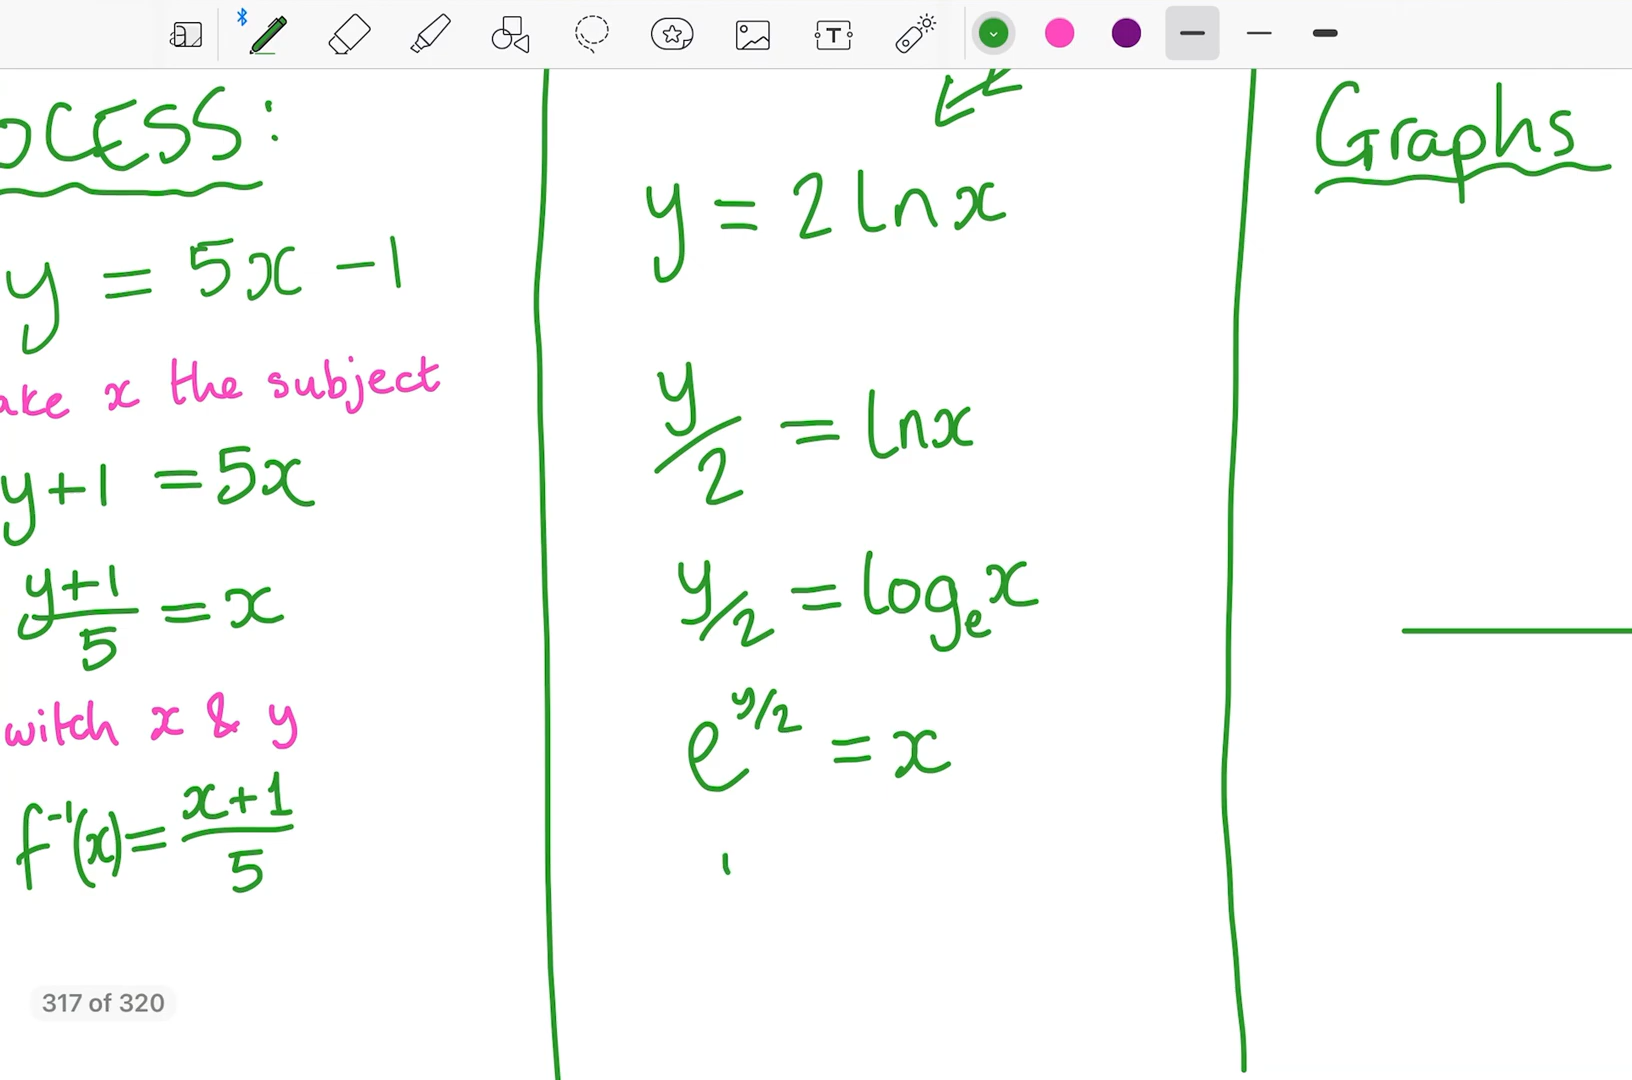 OCESS:
y = 5x - 1
ake x the subject
y+1 = 5x
y+1/5 = x
witch x & y
f⁻¹(x) = x+1/5
317 of 320
y = 2 ln x
y/2 = ln x
y/2 = logₑ x
e^(y/2) = x
Graphs